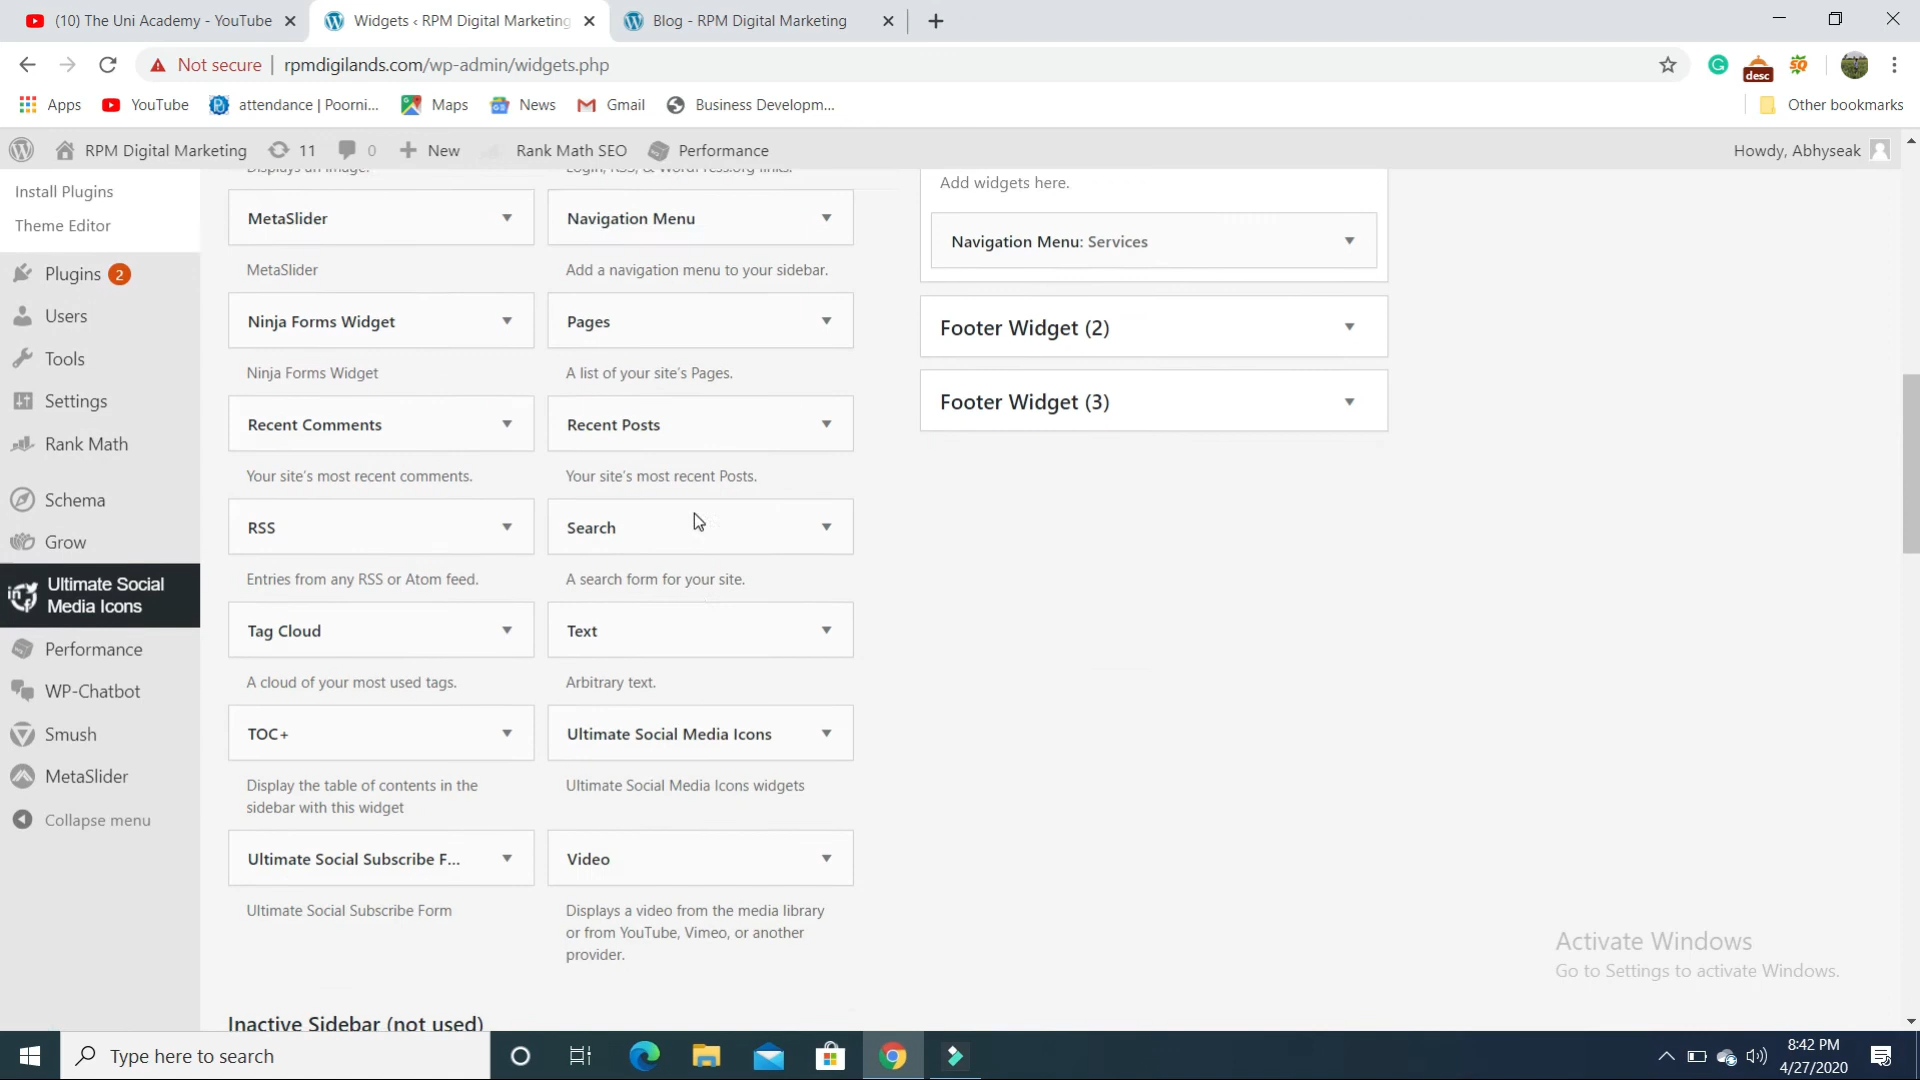 (10) The Uni Academy - YouTube
Widgets ‹ RPM Digital Marketing
Blog - RPM Digital Marketing
Not secure
rpmdigilands.com/wp-admin/widgets.php
desc
SQ
Apps
YouTube
attendance | Poorni...
Maps
News
Gmail
Business Developm...
Other bookmarks
RPM Digital Marketing
11
0
New
Rank Math SEO
Performance
Howdy, Abhyseak
Install Plugins
Theme Editor
Plugins 2
Users
Tools
Settings
Rank Math
Schema
Grow
Ultimate Social
Media Icons
Performance
WP-Chatbot
Smush
MetaSlider
Collapse menu
Displays an image.
Login, RSS, & WordPress.org links.
MetaSlider
Navigation Menu
MetaSlider
Add a navigation menu to your sidebar.
Ninja Forms Widget
Pages
Ninja Forms Widget
A list of your site's Pages.
Recent Comments
Recent Posts
Your site's most recent comments.
Your site's most recent Posts.
RSS
Search
Entries from any RSS or Atom feed.
A search form for your site.
Tag Cloud
Text
A cloud of your most used tags.
Arbitrary text.
TOC+
Ultimate Social Media Icons
Display the table of contents in the
sidebar with this widget
Ultimate Social Media Icons widgets
Ultimate Social Subscribe F...
Video
Ultimate Social Subscribe Form
Displays a video from the media library
or from YouTube, Vimeo, or another
provider.
Inactive Sidebar (not used)
Add widgets here.
Navigation Menu: Services
Footer Widget (2)
Footer Widget (3)
Activate Windows
Go to Settings to activate Windows.
Type here to search
8:42 PM
4/27/2020